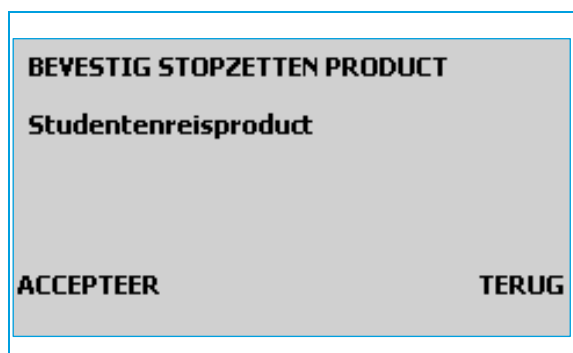 BEVESTIG STOPZETTEN PRODUCT
Studentenreisproduct
ACCEPTEER TERUG